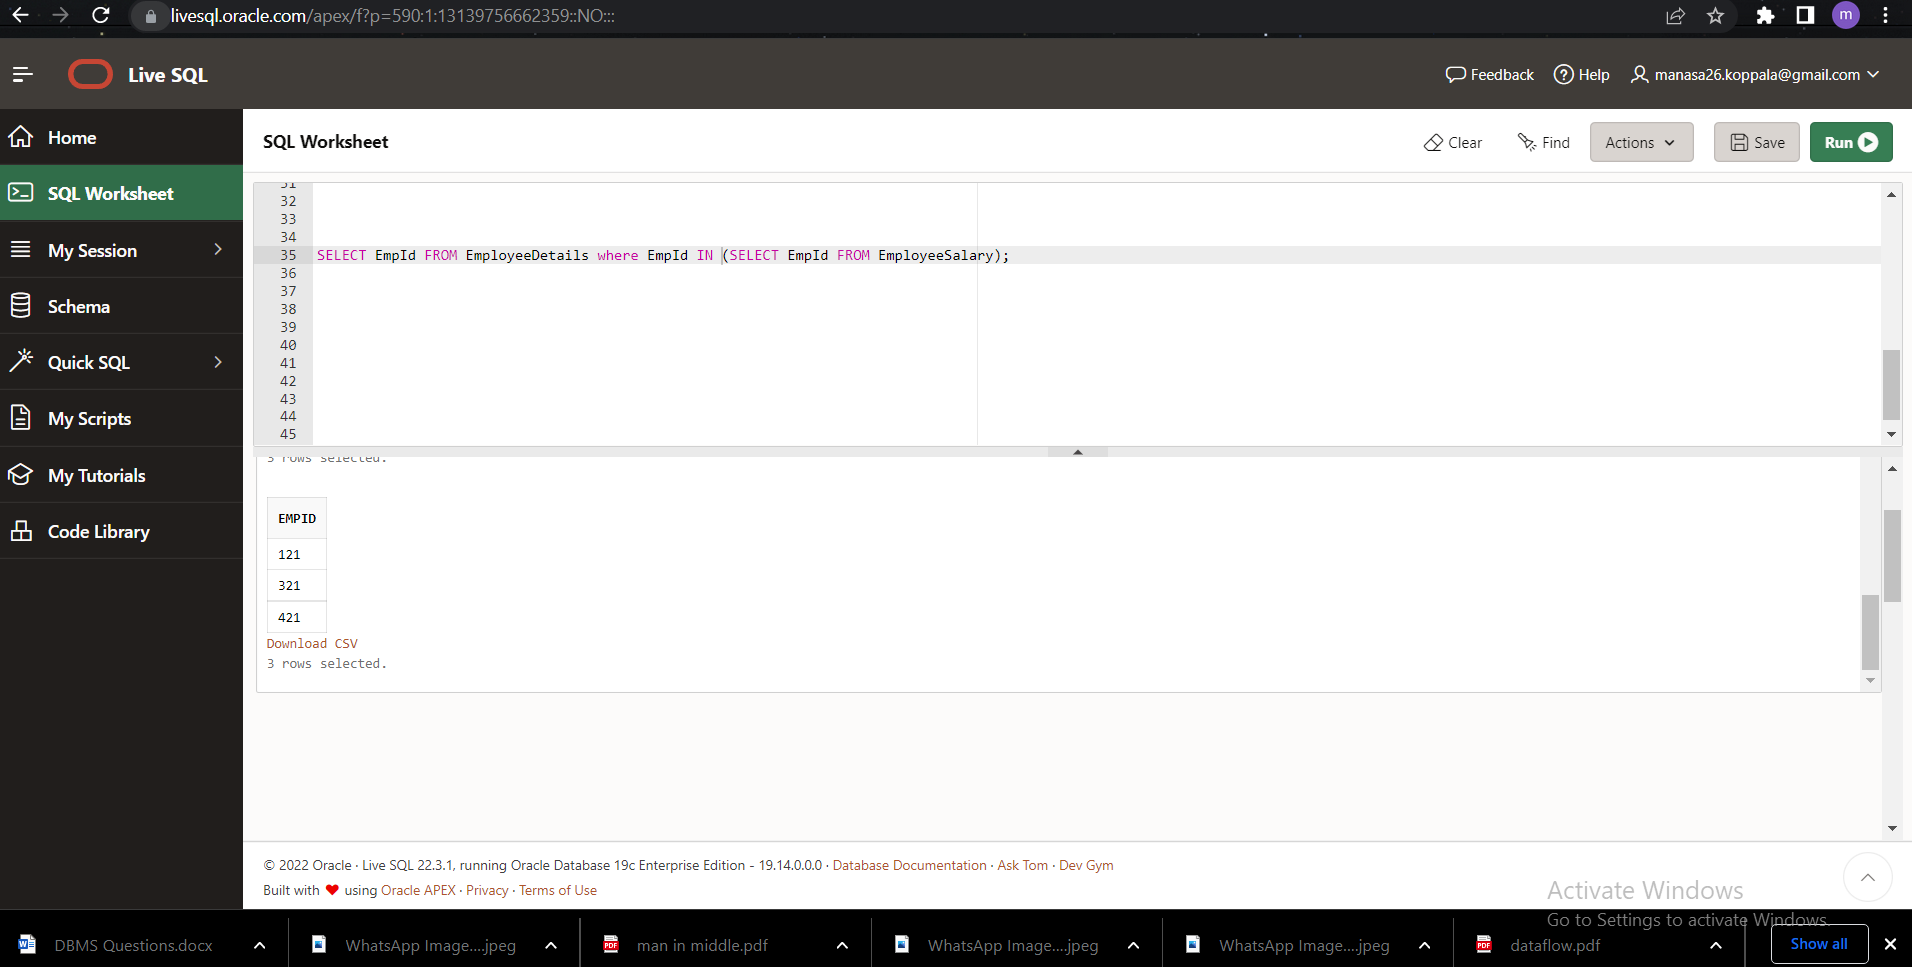 livesql.oracle.com/apex/f?p=590:1:13139756662359::NO:::
m
Live SQL
Feedback
Help
manasa26.koppala@gmail.com
Home
SQL Worksheet
My Session
Schema
Quick SQL
My Scripts
My Tutorials
Code Library
SQL Worksheet
Clear
Find
Actions
Save
Run
31
32
33
34
35 SELECT EmpId FROM EmployeeDetails where EmpId IN (SELECT EmpId FROM EmployeeSalary);
36
37
38
39
40
41
42
43
44
45
3 rows selected.
EMPID
121
321
421
Download CSV
3 rows selected.
© 2022 Oracle · Live SQL 22.3.1, running Oracle Database 19c Enterprise Edition - 19.14.0.0.0 · Database Documentation · Ask Tom · Dev Gym
Built with ❤ using Oracle APEX · Privacy · Terms of Use
Activate Windows
Go to Settings to activate Windows.
DBMS Questions.docx
WhatsApp Image....jpeg
man in middle.pdf
WhatsApp Image....jpeg
WhatsApp Image....jpeg
dataflow.pdf
Show all